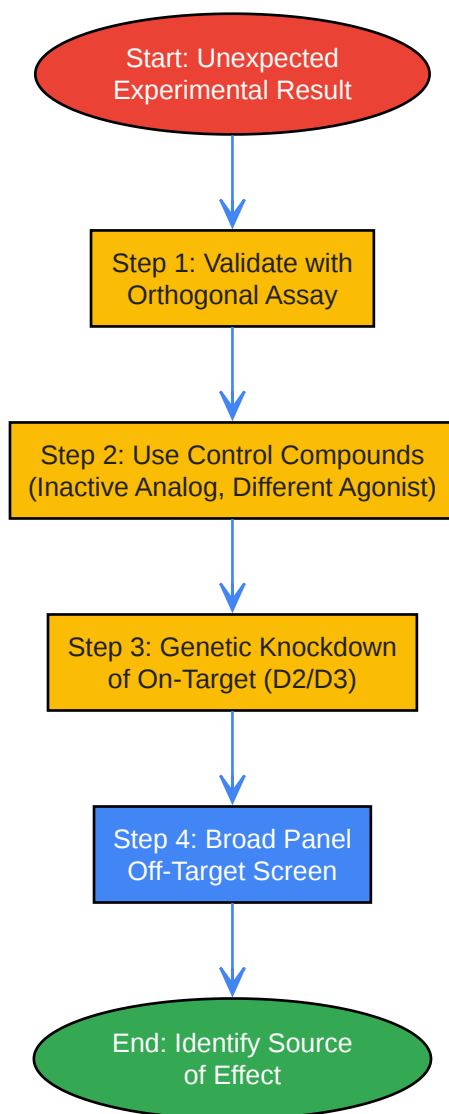 Start: Unexpected
Experimental Result
Step 1: Validate with
Orthogonal Assay
Step 2: Use Control Compounds
(Inactive Analog, Different Agonist)
Step 3: Genetic Knockdown
of On-Target (D2/D3)
Step 4: Broad Panel
Off-Target Screen
End: Identify Source
of Effect